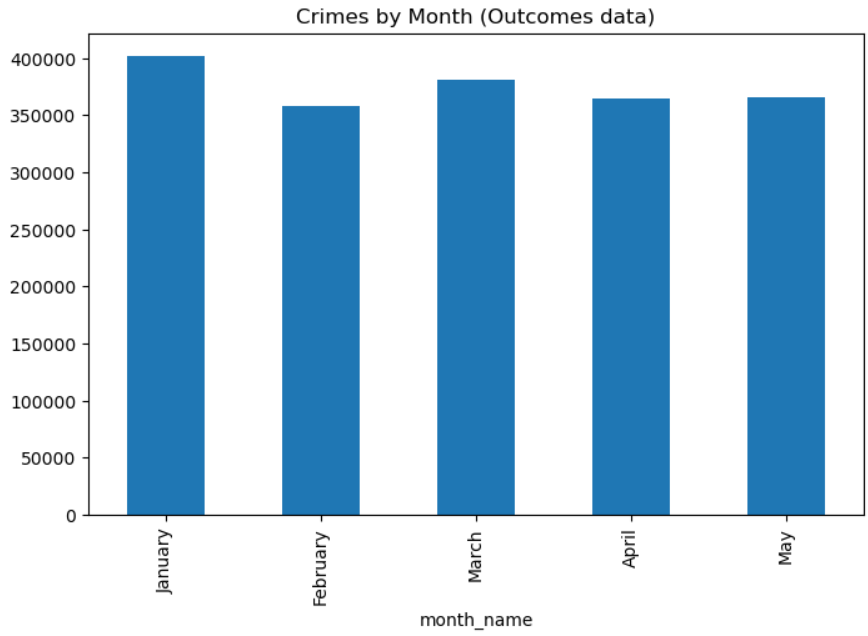 Crimes by Month (Outcomes data)
400000
350000
300000
250000
200000
150000
100000
50000
0
January
February
March
April
May
month_name